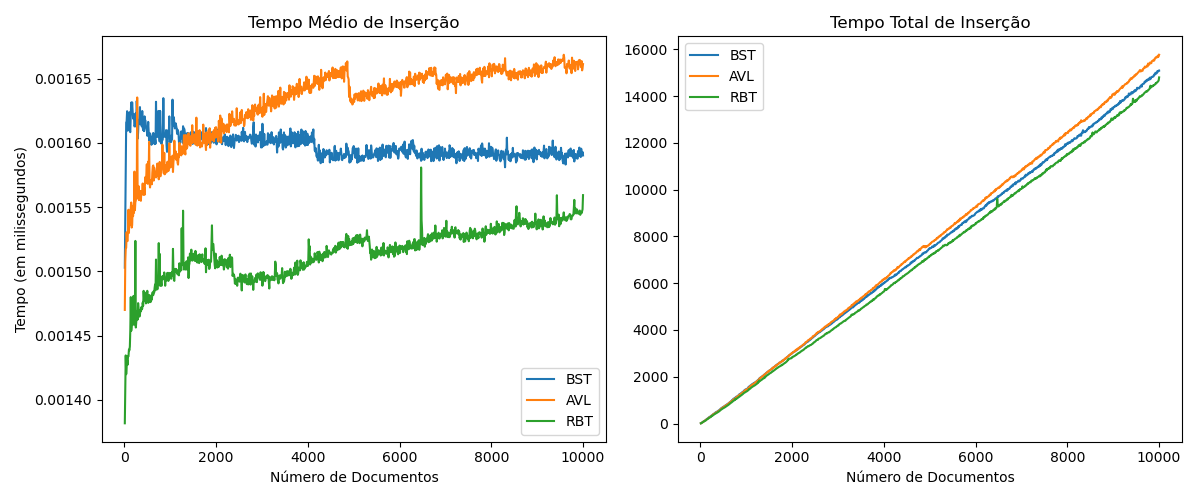 Tempo Médio de Inserção
0.00165
0.00160
0.00155
0.00150
0.00145
0.00140
Tempo (em milissegundos)
0
2000
4000
6000
8000
10000
Número de Documentos
BST
AVL
RBT
Tempo Total de Inserção
16000
14000
12000
10000
8000
6000
4000
2000
0
0
2000
4000
6000
8000
10000
Número de Documentos
BST
AVL
RBT